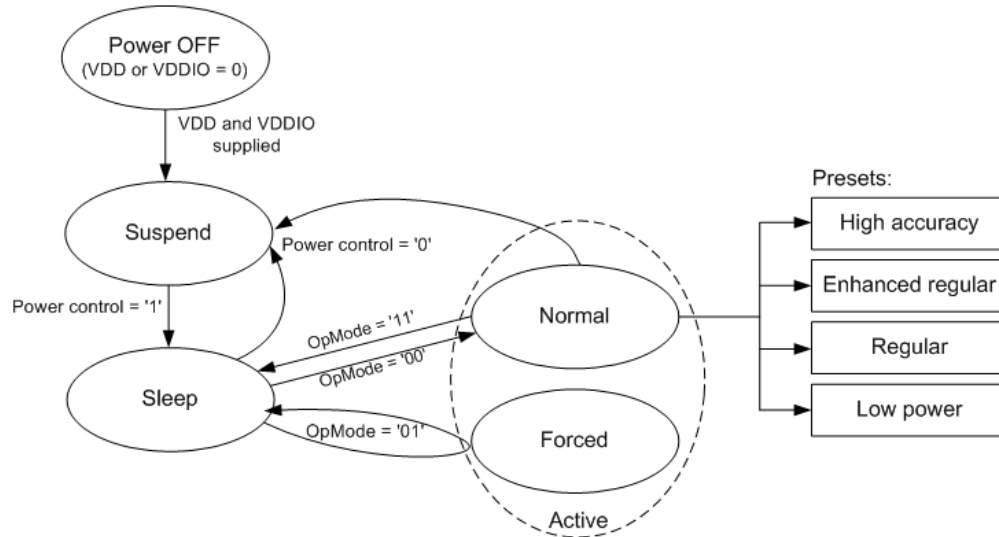 Power OFF
(VDD or VDDIO = 0)
VDD and VDDIO
supplied
Presets:
High accuracy
Suspend
Power control = '0'
Enhanced regular
Power control = '1'
OpMode = '11'
Normal
Regular
OpMode = '00'
Sleep
Low power
OpMode = '01'
Forced
Active